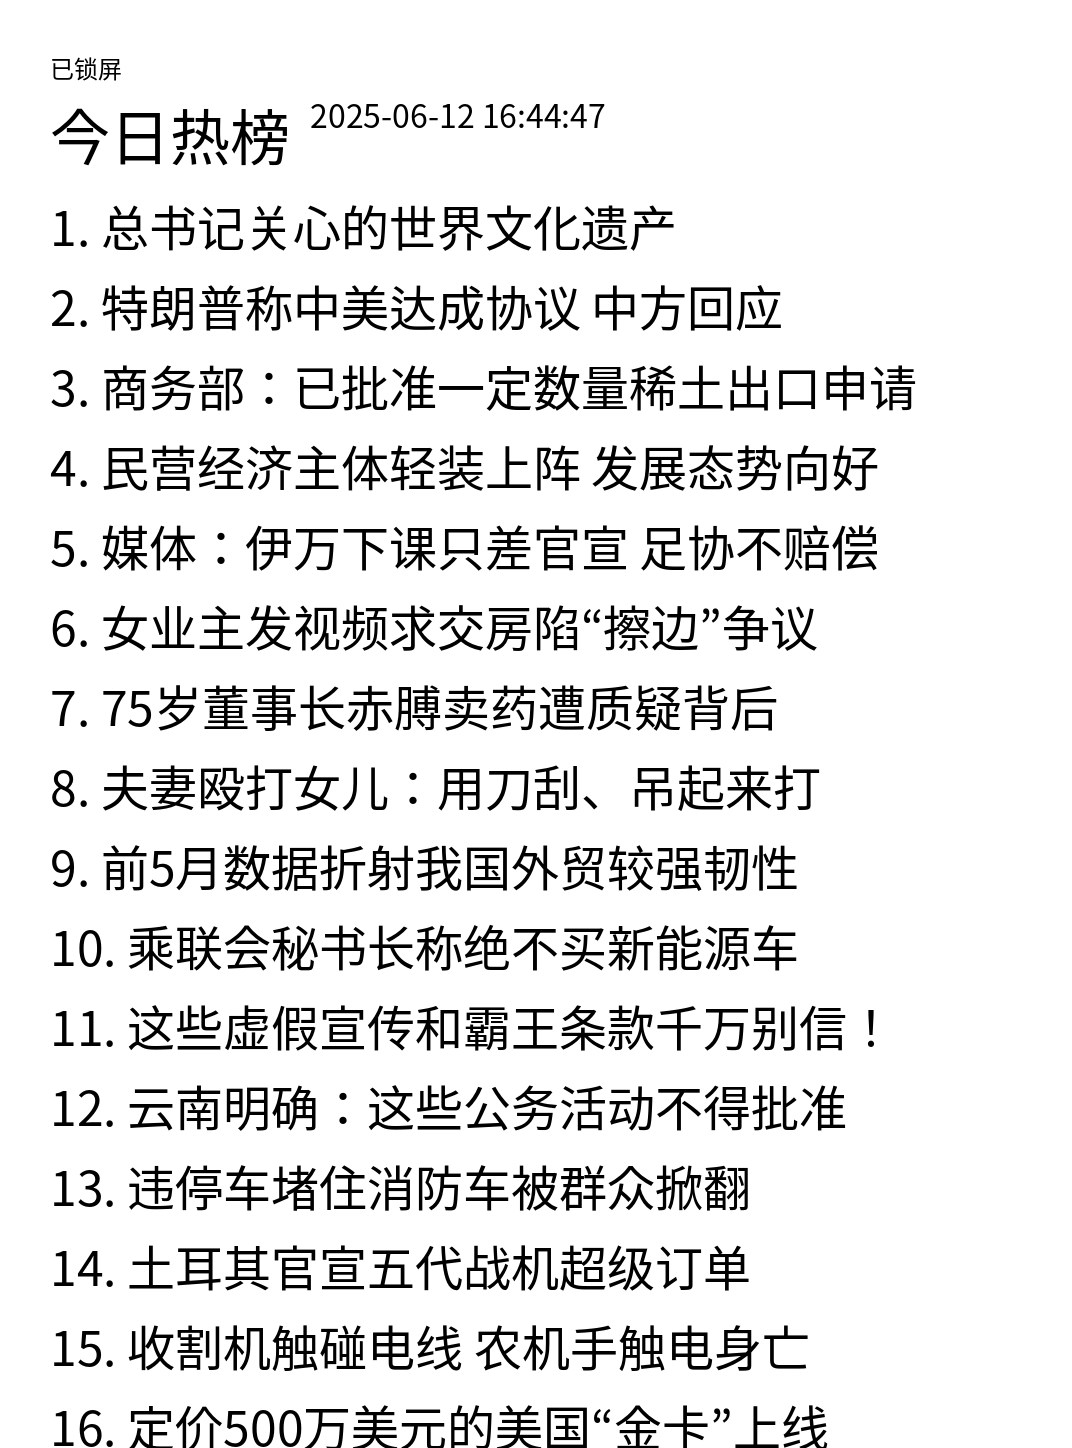 已锁屏
今日热榜 2025-06-12 16:44:47
1. 总书记关心的世界文化遗产
2. 特朗普称中美达成协议 中方回应
3. 商务部：已批准一定数量稀土出口申请
4. 民营经济主体轻装上阵 发展态势向好
5. 媒体：伊万下课只差官宣 足协不赔偿
6. 女业主发视频求交房陷“擦边”争议
7. 75岁董事长赤膊卖药遭质疑背后
8. 夫妻殴打女儿：用刀刮、吊起来打
9. 前5月数据折射我国外贸较强韧性
10. 乘联会秘书长称绝不买新能源车
11. 这些虚假宣传和霸王条款千万别信！
12. 云南明确：这些公务活动不得批准
13. 违停车堵住消防车被群众掀翻
14. 土耳其官宣五代战机超级订单
15. 收割机触碰电线 农机手触电身亡
16. 定价500万美元的美国“金卡”上线